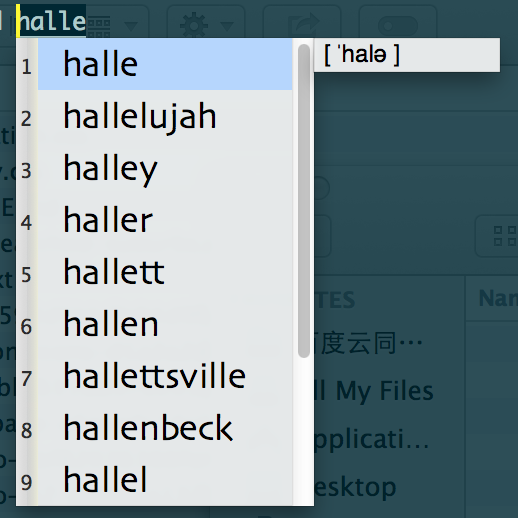 halle
1 halle
[ ˈhalə ]
2 hallelujah
3 halley
4 haller
5 hallett
6 hallen
7 hallettsville
8 hallenbeck
9 hallel
TES
Nar
百度云同…
ll My Files
pplicati…
esktop